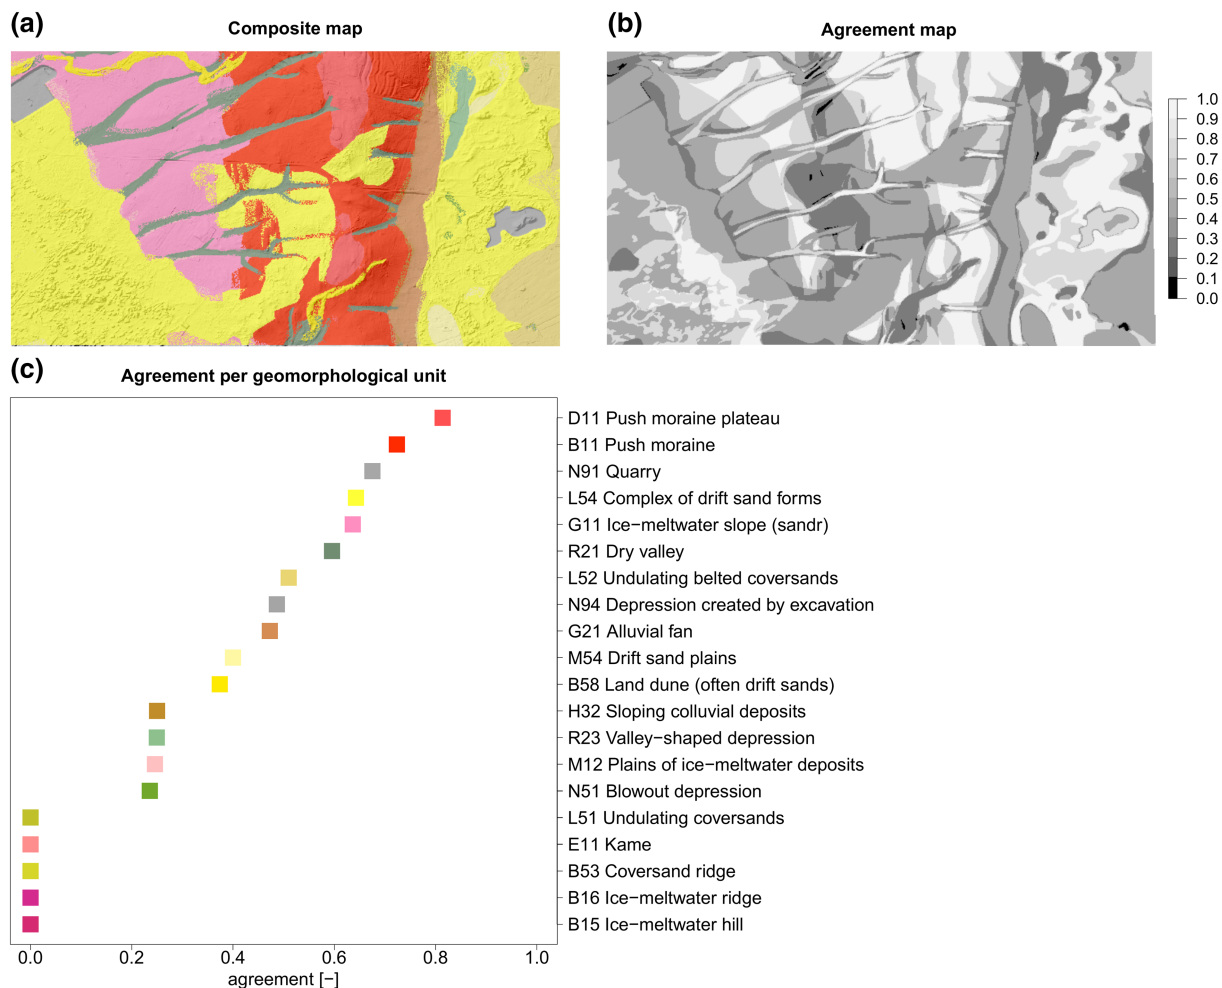 (a)
Composite map
(b)
Agreement map
1.0
0.9
0.8
0.7
0.6
0.5
0.4
0.3
0.2
0.1
0.0
(c)
Agreement per geomorphological unit
D11 Push moraine plateau
B11 Push moraine
N91 Quarry
L54 Complex of drift sand forms
G11 Ice−meltwater slope (sandr)
R21 Dry valley
L52 Undulating belted coversands
N94 Depression created by excavation
G21 Alluvial fan
M54 Drift sand plains
B58 Land dune (often drift sands)
H32 Sloping colluvial deposits
R23 Valley−shaped depression
M12 Plains of ice−meltwater deposits
N51 Blowout depression
L51 Undulating coversands
E11 Kame
B53 Coversand ridge
B16 Ice−meltwater ridge
B15 Ice−meltwater hill
0.0 0.2 0.4 0.6 0.8 1.0
agreement [−]